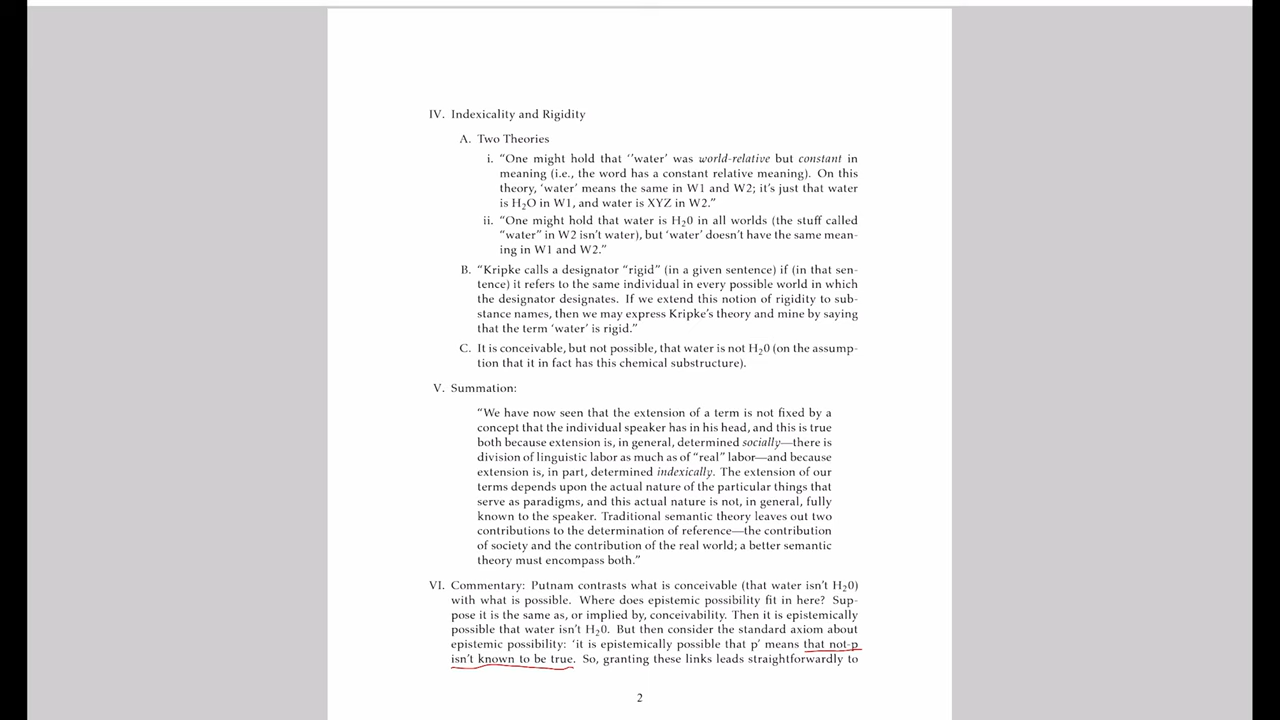 IV. Indexicality and Rigidity
A. Two Theories
i. “One might hold that ‘’water’ was world-relative but constant in
meaning (i.e., the word has a constant relative meaning). On this
theory, ‘water’ means the same in W1 and W2; it’s just that water
is H₂O in W1, and water is XYZ in W2.”
ii. “One might hold that water is H₂0 in all worlds (the stuff called
“water” in W2 isn’t water), but ‘water’ doesn’t have the same mean-
ing in W1 and W2.”
B. “Kripke calls a designator “rigid” (in a given sentence) if (in that sen-
tence) it refers to the same individual in every possible world in which
the designator designates. If we extend this notion of rigidity to sub-
stance names, then we may express Kripke’s theory and mine by saying
that the term ‘water’ is rigid.”
C. It is conceivable, but not possible, that water is not H₂0 (on the assump-
tion that it in fact has this chemical substructure).
V. Summation:
“We have now seen that the extension of a term is not fixed by a
concept that the individual speaker has in his head, and this is true
both because extension is, in general, determined socially—there is
division of linguistic labor as much as of “real” labor—and because
extension is, in part, determined indexically. The extension of our
terms depends upon the actual nature of the particular things that
serve as paradigms, and this actual nature is not, in general, fully
known to the speaker. Traditional semantic theory leaves out two
contributions to the determination of reference—the contribution
of society and the contribution of the real world; a better semantic
theory must encompass both.”
VI. Commentary: Putnam contrasts what is conceivable (that water isn’t H₂0)
with what is possible. Where does epistemic possibility fit in here? Sup-
pose it is the same as, or implied by, conceivability. Then it is epistemically
possible that water isn’t H₂0. But then consider the standard axiom about
epistemic possibility: ‘it is epistemically possible that p’ means that not-p
isn’t known to be true. So, granting these links leads straightforwardly to
2